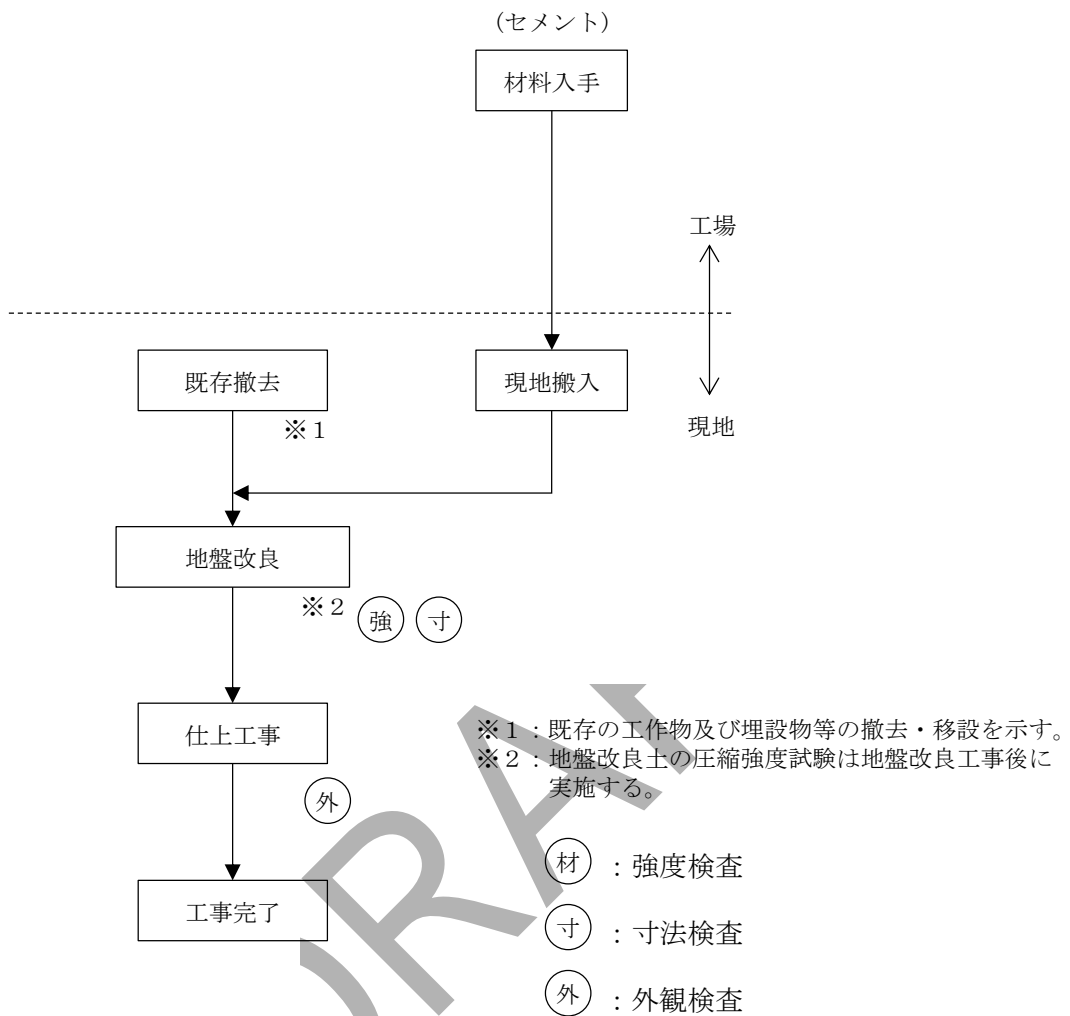 （セメント）
材料入手
工場
既存撤去
現地搬入
※１
現地
地盤改良
※２ 強 寸
仕上工事
※１：既存の工作物及び埋設物等の撤去・移設を示す。
※２：地盤改良土の圧縮強度試験は地盤改良工事後に
実施する。
外
材 ：強度検査
工事完了
寸 ：寸法検査
外 ：外観検査
DRAF